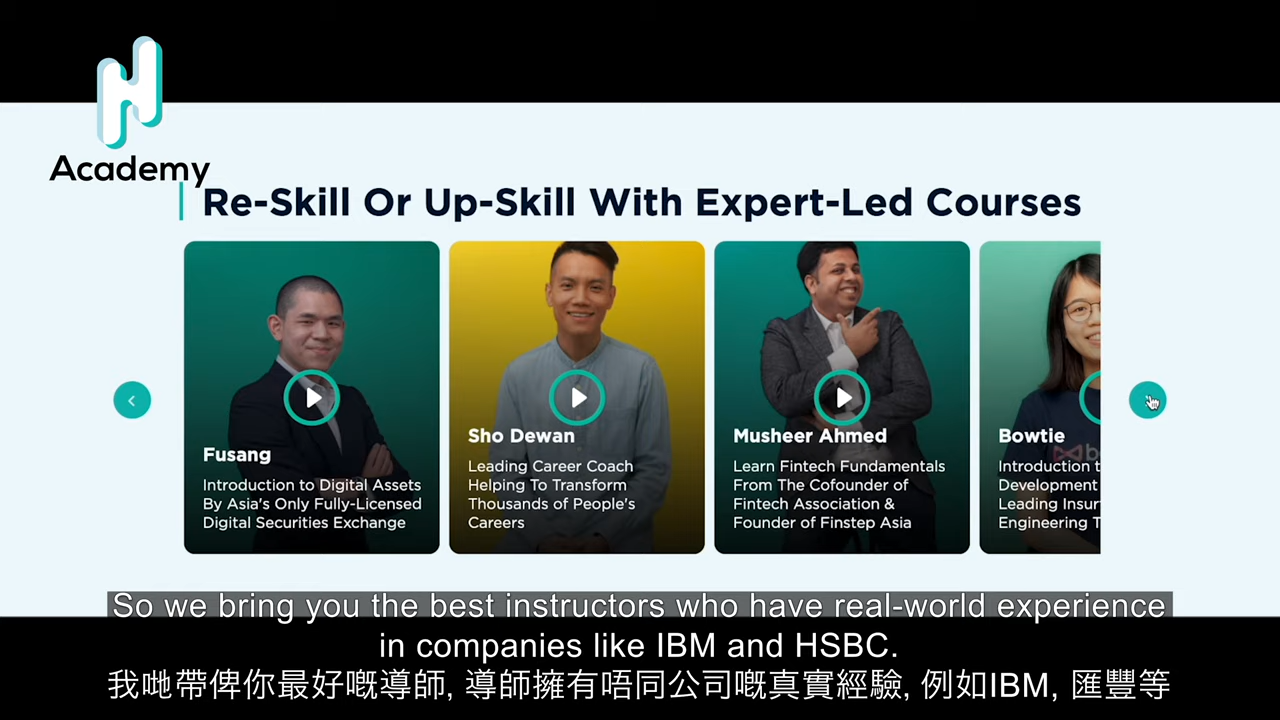 Academy
Re-Skill Or Up-Skill With Expert-Led Courses
Fusang
Introduction to Digital Assets
By Asia's Only Fully-Licensed
Digital Securities Exchange
Sho Dewan
Leading Career Coach
Helping To Transform
Thousands of People's
Careers
Musheer Ahmed
Learn Fintech Fundamentals
From The Cofounder of
Fintech Association &
Founder of Finstep Asia
Bowtie
Introduction
Development
Leading
Engineering
So we bring you the best instructors who have real-world experience
in companies like IBM and HSBC.
我哋帶俾你最好嘅導師, 導師擁有唔同公司嘅真實經驗, 例如IBM, 匯豐等